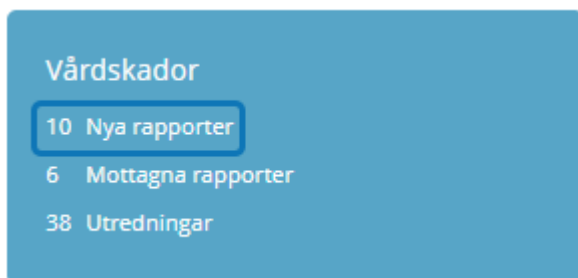 Vårdskador
10 Nya rapporter
6 Mottagna rapporter
38 Utredningar